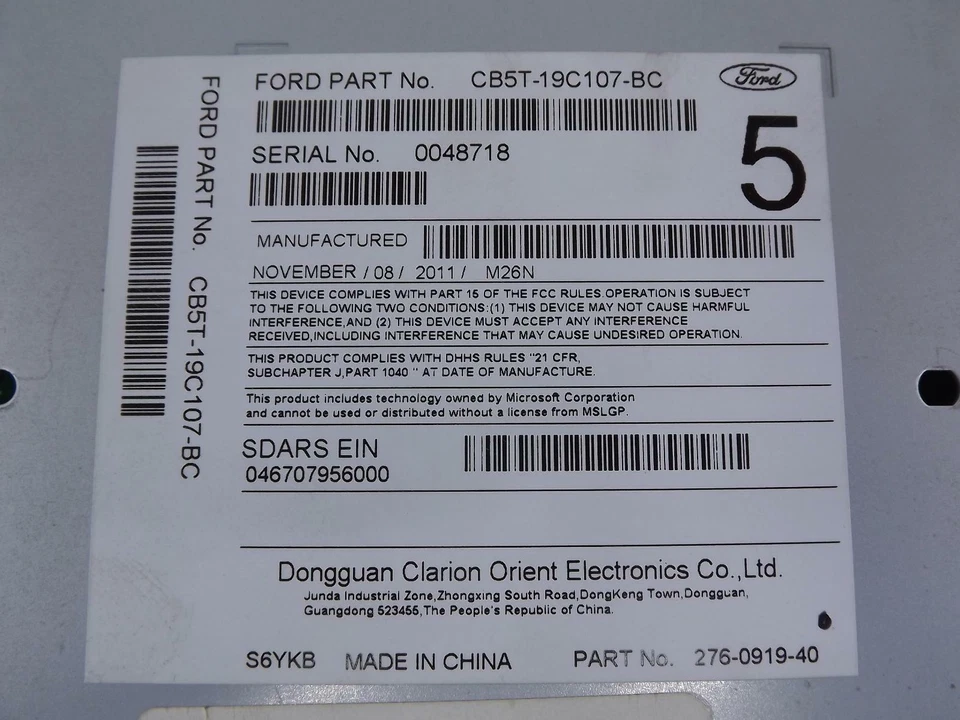 FORD PART No. CB5T-19C107-BC
Ford
5
SERIAL No. 0048718
MANUFACTURED
NOVEMBER / 08 / 2011 / M26N
THIS DEVICE COMPLIES WITH PART 15 OF THE FCC RULES.OPERATION IS SUBJECT
TO THE FOLLOWING TWO CONDITIONS:(1) THIS DEVICE MAY NOT CAUSE HARMFUL
INTERFERENCE,AND (2) THIS DEVICE MUST ACCEPT ANY INTERFERENCE
RECEIVED,INCLUDING INTERFERENCE THAT MAY CAUSE UNDESIRED OPERATION.
THIS PRODUCT COMPLIES WITH DHHS RULES "21 CFR,
SUBCHAPTER J,PART 1040 " AT DATE OF MANUFACTURE.
This product includes technology owned by Microsoft Corporation
and cannot be used or distributed without a license from MSLGP.
SDARS EIN
046707956000
Dongguan Clarion Orient Electronics Co.,Ltd.
Junda Industrial Zone,Zhongxing South Road,DongKeng Town,Dongguan,
Guangdong 523455,The People's Republic of China.
S6YKB MADE IN CHINA PART No. 276-0919-40
FORD PART No. CB5T-19C107-BC